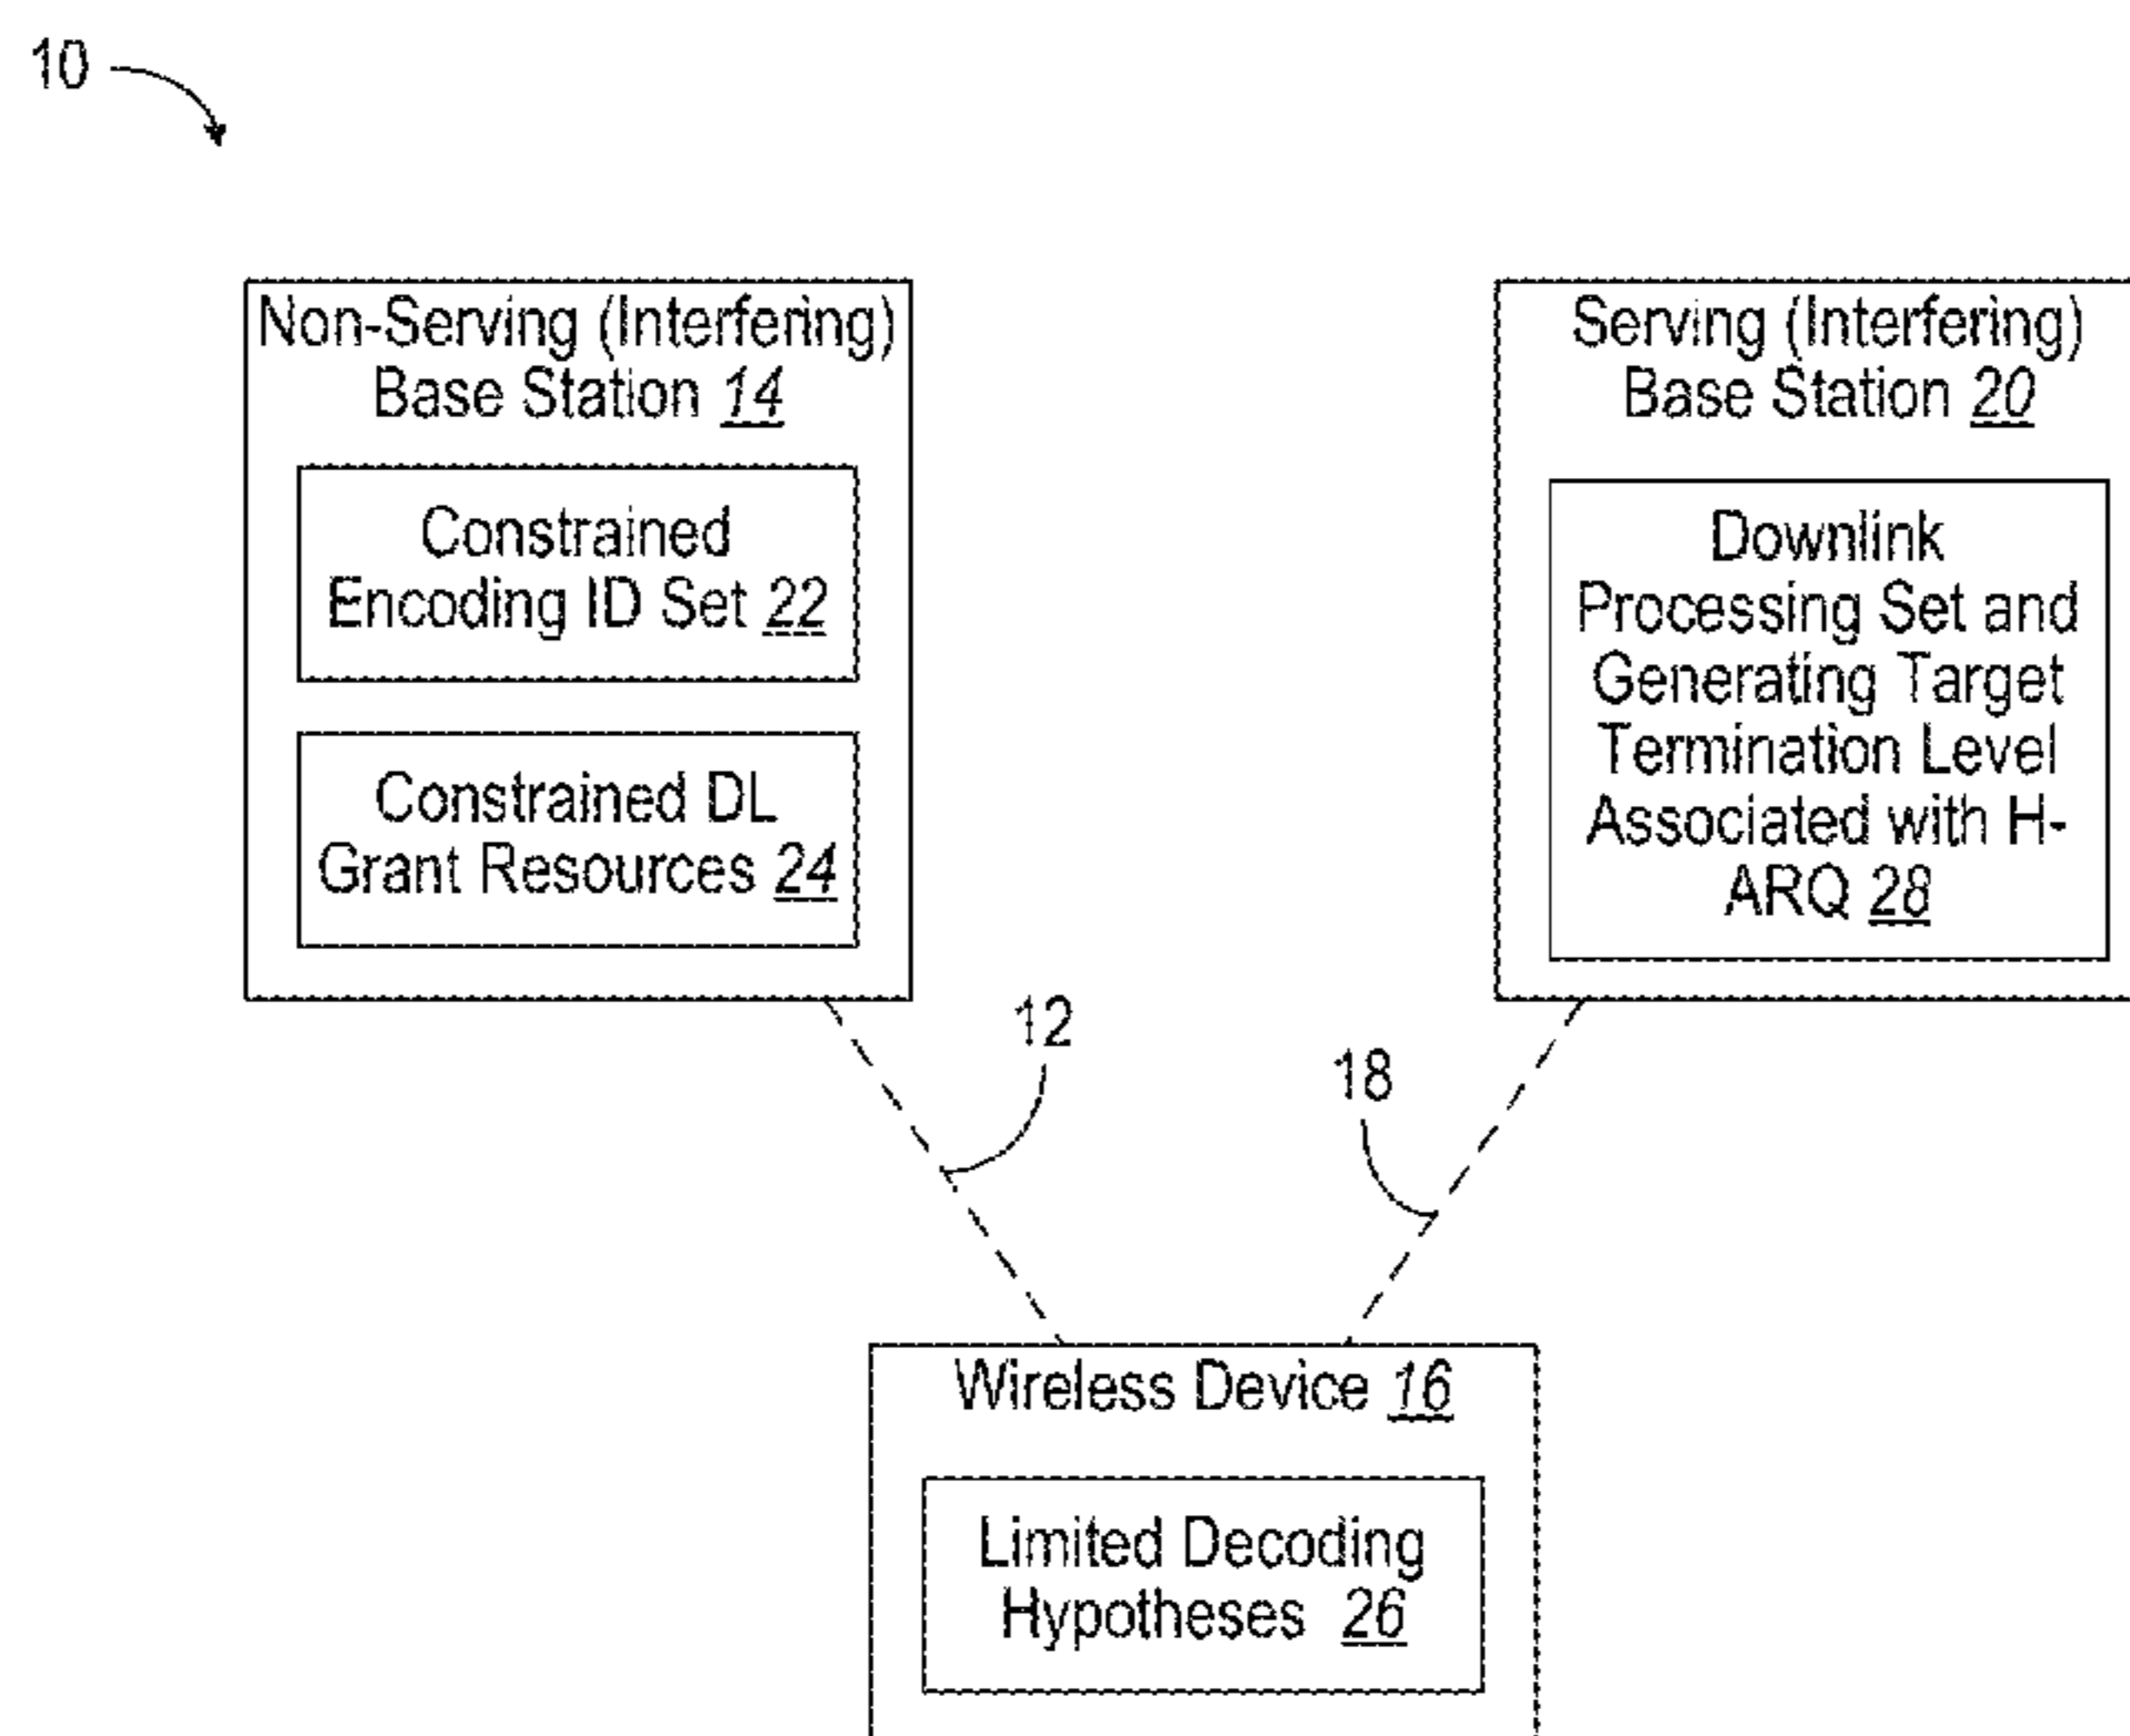 10
Non-Serving (Interfering)
Base Station 14
Constrained
Encoding ID Set 22
Constrained DL
Grant Resources 24
Serving (Interfering)
Base Station 20
Downlink
Processing Set and
Generating Target
Termination Level
Associated with H-
ARQ 28
12
18
Wireless Device 16
Limited Decoding
Hypotheses 26